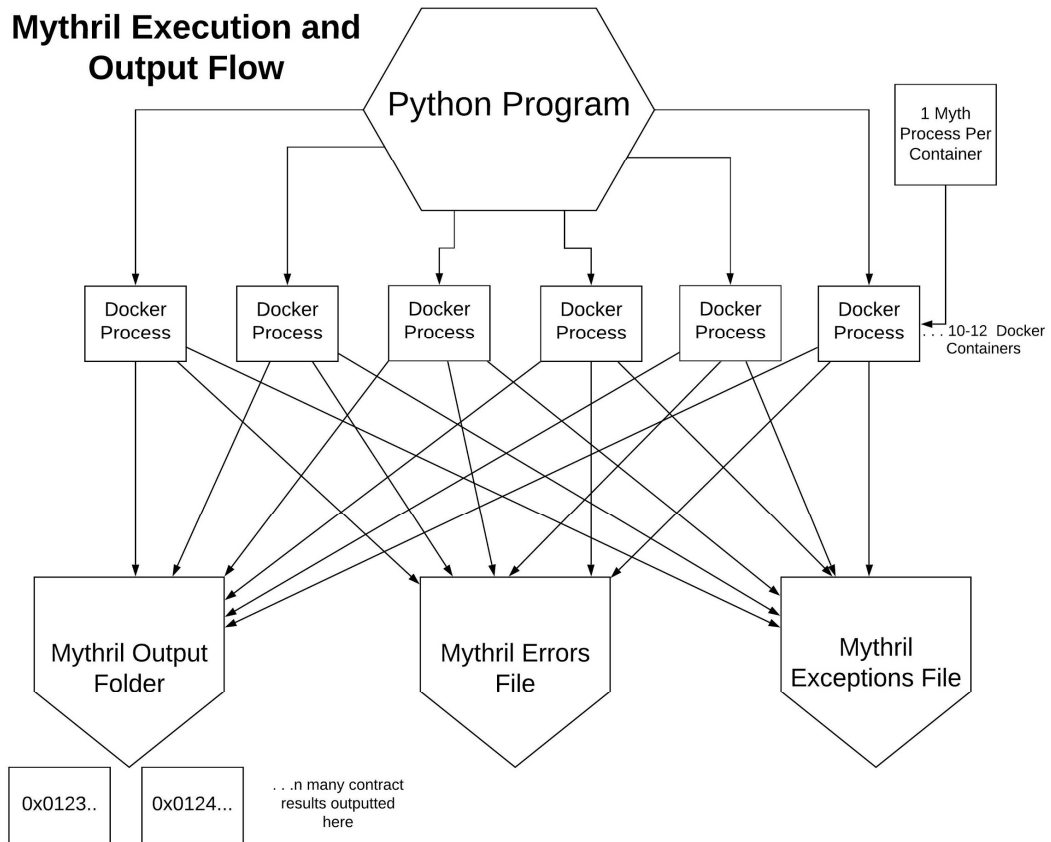 Mythril Execution and
Output Flow
Python Program
1 Myth
Process Per
Container
Docker
Process
Docker
Process
Docker
Process
Docker
Process
Docker
Process
Docker
Process
. . . 10-12 Docker
Containers
Mythril Output
Folder
Mythril Errors
File
Mythril
Exceptions File
0x0123..
0x0124...
. . .n many contract
results outputted
here